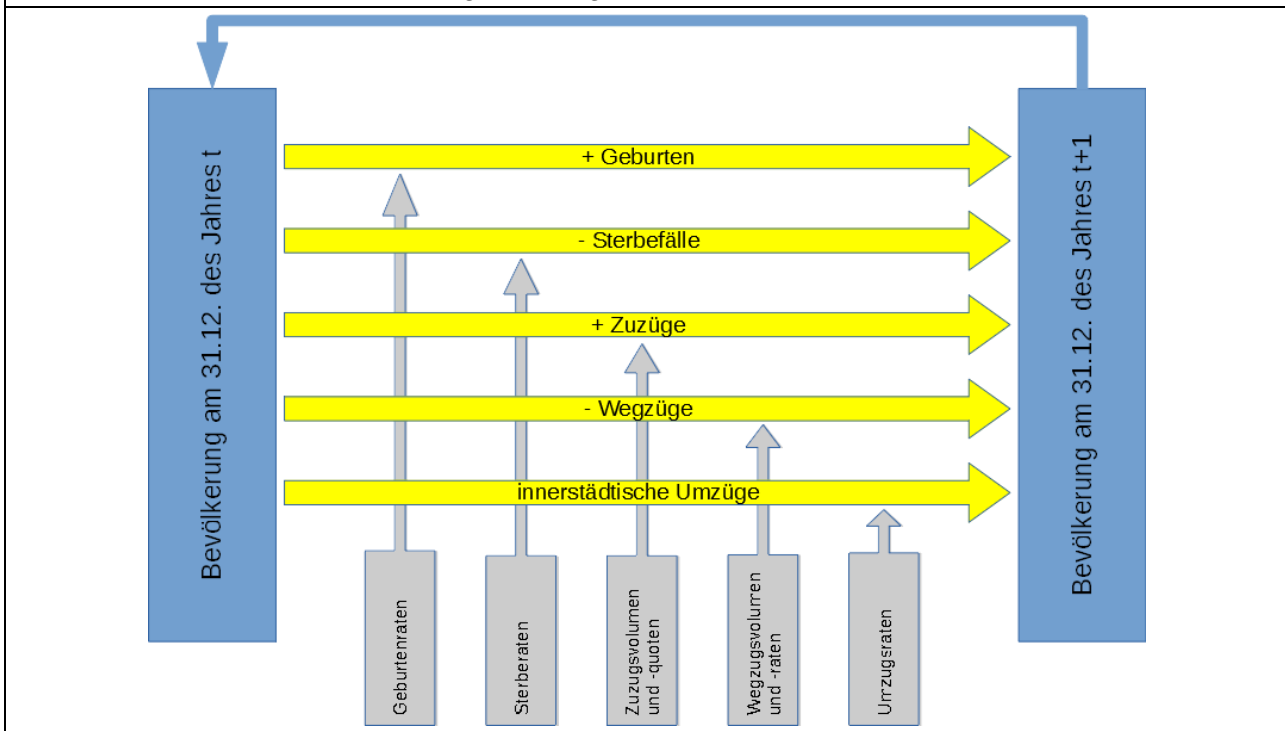 Bevölkerung am 31.12. des Jahres t
+ Geburten
- Sterbefälle
+ Zuzüge
- Wegzüge
innerstädtische Umzüge
Bevölkerung am 31.12. des Jahres t+1
Geburtenraten
Sterberaten
Zuzugsvolumen
und -quoten
Wegzugsvolumen
und -raten
Umzugsraten